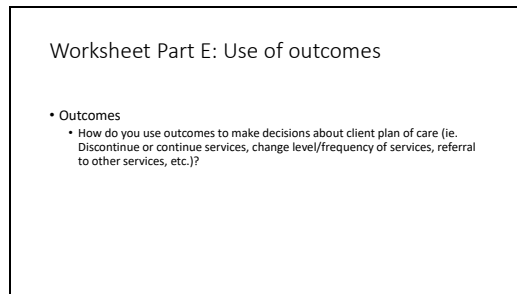 Worksheet Part E: Use of outcomes
• Outcomes
• How do you use outcomes to make decisions about client plan of care (ie.
Discontinue or continue services, change level/frequency of services, referral
to other services, etc.)?